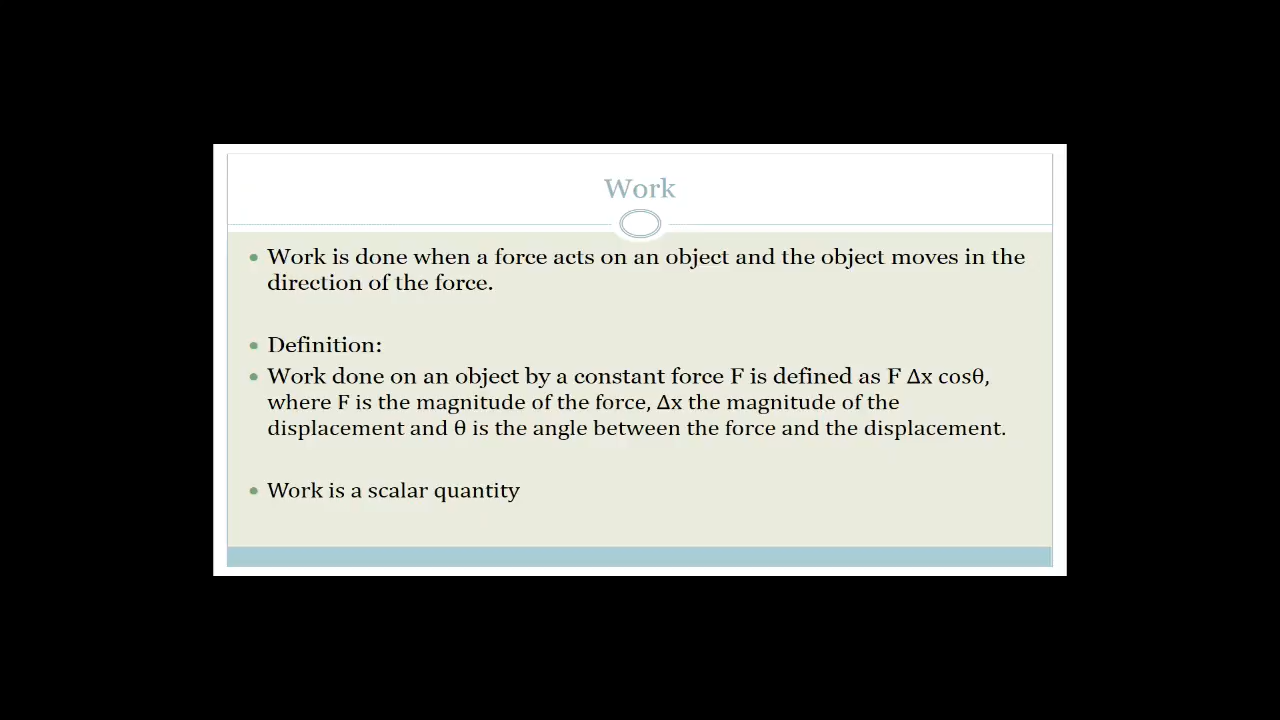 Work
Work is done when a force acts on an object and the object moves in the
direction of the force.
Definition:
Work done on an object by a constant force F is defined as F Δx cosθ,
where F is the magnitude of the force, Δx the magnitude of the
displacement and θ is the angle between the force and the displacement.
Work is a scalar quantity